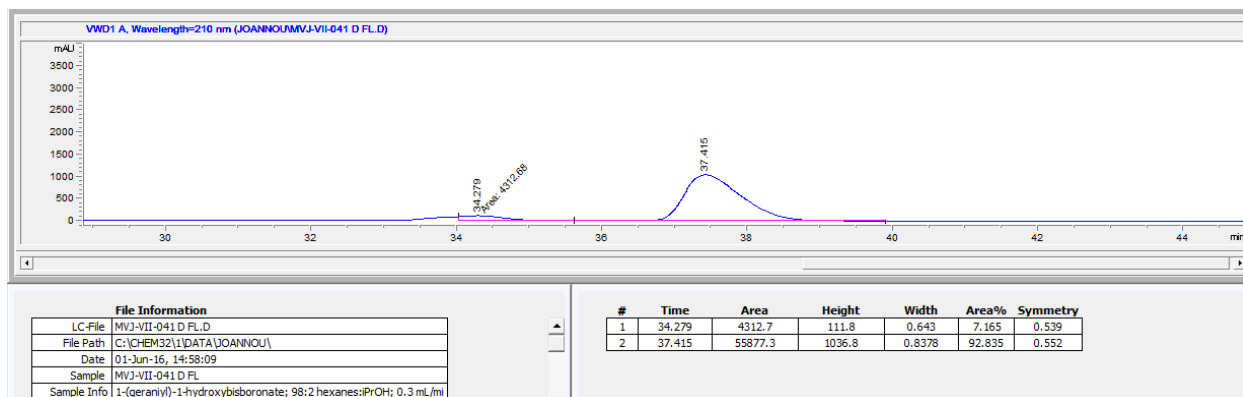 VWD1 A, Wavelength=210 nm (JOANNOU\MVJ-VII-041 D FL.D)
mAU
3500
3000
2500
2000
1500
1000
500
0
34.279
Area: 4312.68
37.415
30 32 34 36 38 40 42 44 min
File Information
LC-File MVJ-VII-041 D FL.D
File Path C:\CHEM32\1\DATA\JOANNOU\
Date 01-Jun-16, 14:58:09
Sample MVJ-VII-041 D FL
Sample Info 1-(geraniyl)-1-hydroxybisboronate; 98:2 hexanes:iPrOH; 0.3 mL/mi
# Time Area Height Width Area% Symmetry
1 34.279 4312.7 111.8 0.643 7.165 0.539
2 37.415 55877.3 1036.8 0.8378 92.835 0.552